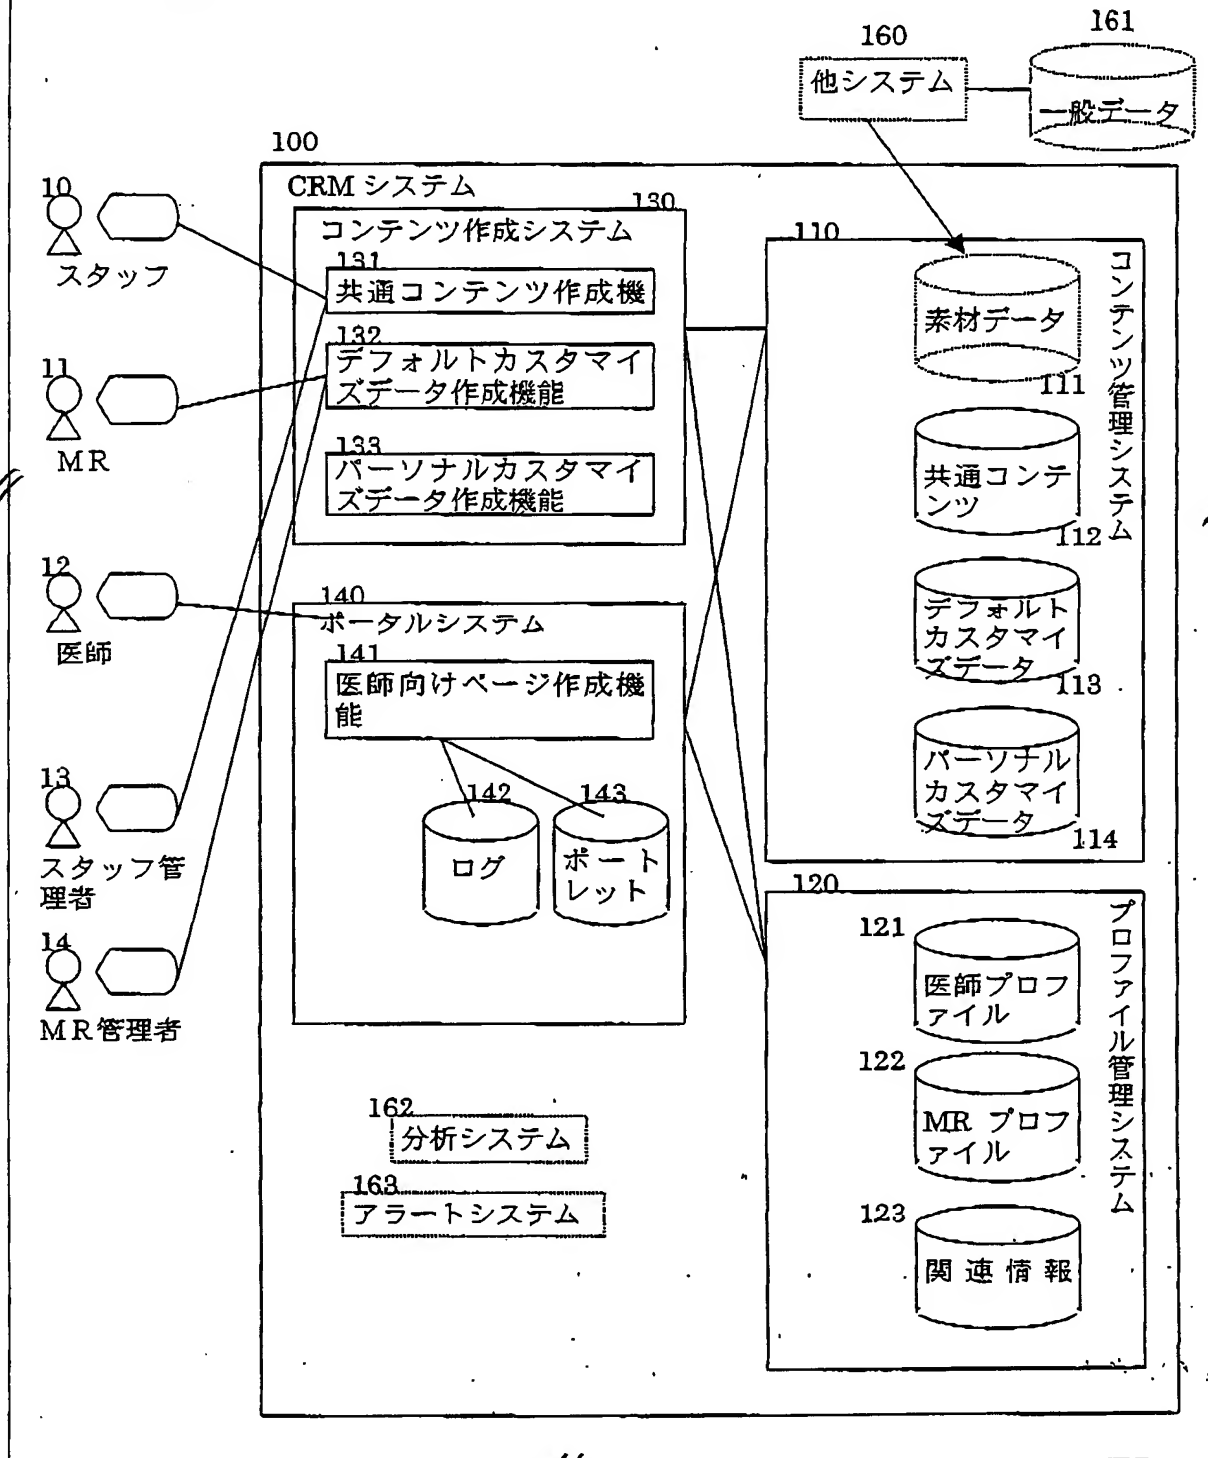 161
160
他システム
一般データ
100
CRM システム
10
スタッフ
130
コンテンツ作成システム
131
共通コンテンツ作成機
132
デフォルトカスタマイ
ズデータ作成機能
133
パーソナルカスタマイ
ズデータ作成機能
11
MR
12
医師
140
ポータルシステム
141
医師向けページ作成機
能
142
ログ
143
ポート
レット
13
スタッフ管
理者
14
MR管理者
162
分析システム
163
アラートシステム
110
コンテンツ管理システム
素材データ
111
共通コンテ
ンツ
112
デフォルト
カスタマイ
ズデータ
113
パーソナル
カスタマイ
ズデータ
114
120
プロファイル管理システム
121
医師プロフ
ァイル
122
MR プロフ
ァイル
123
関連情報